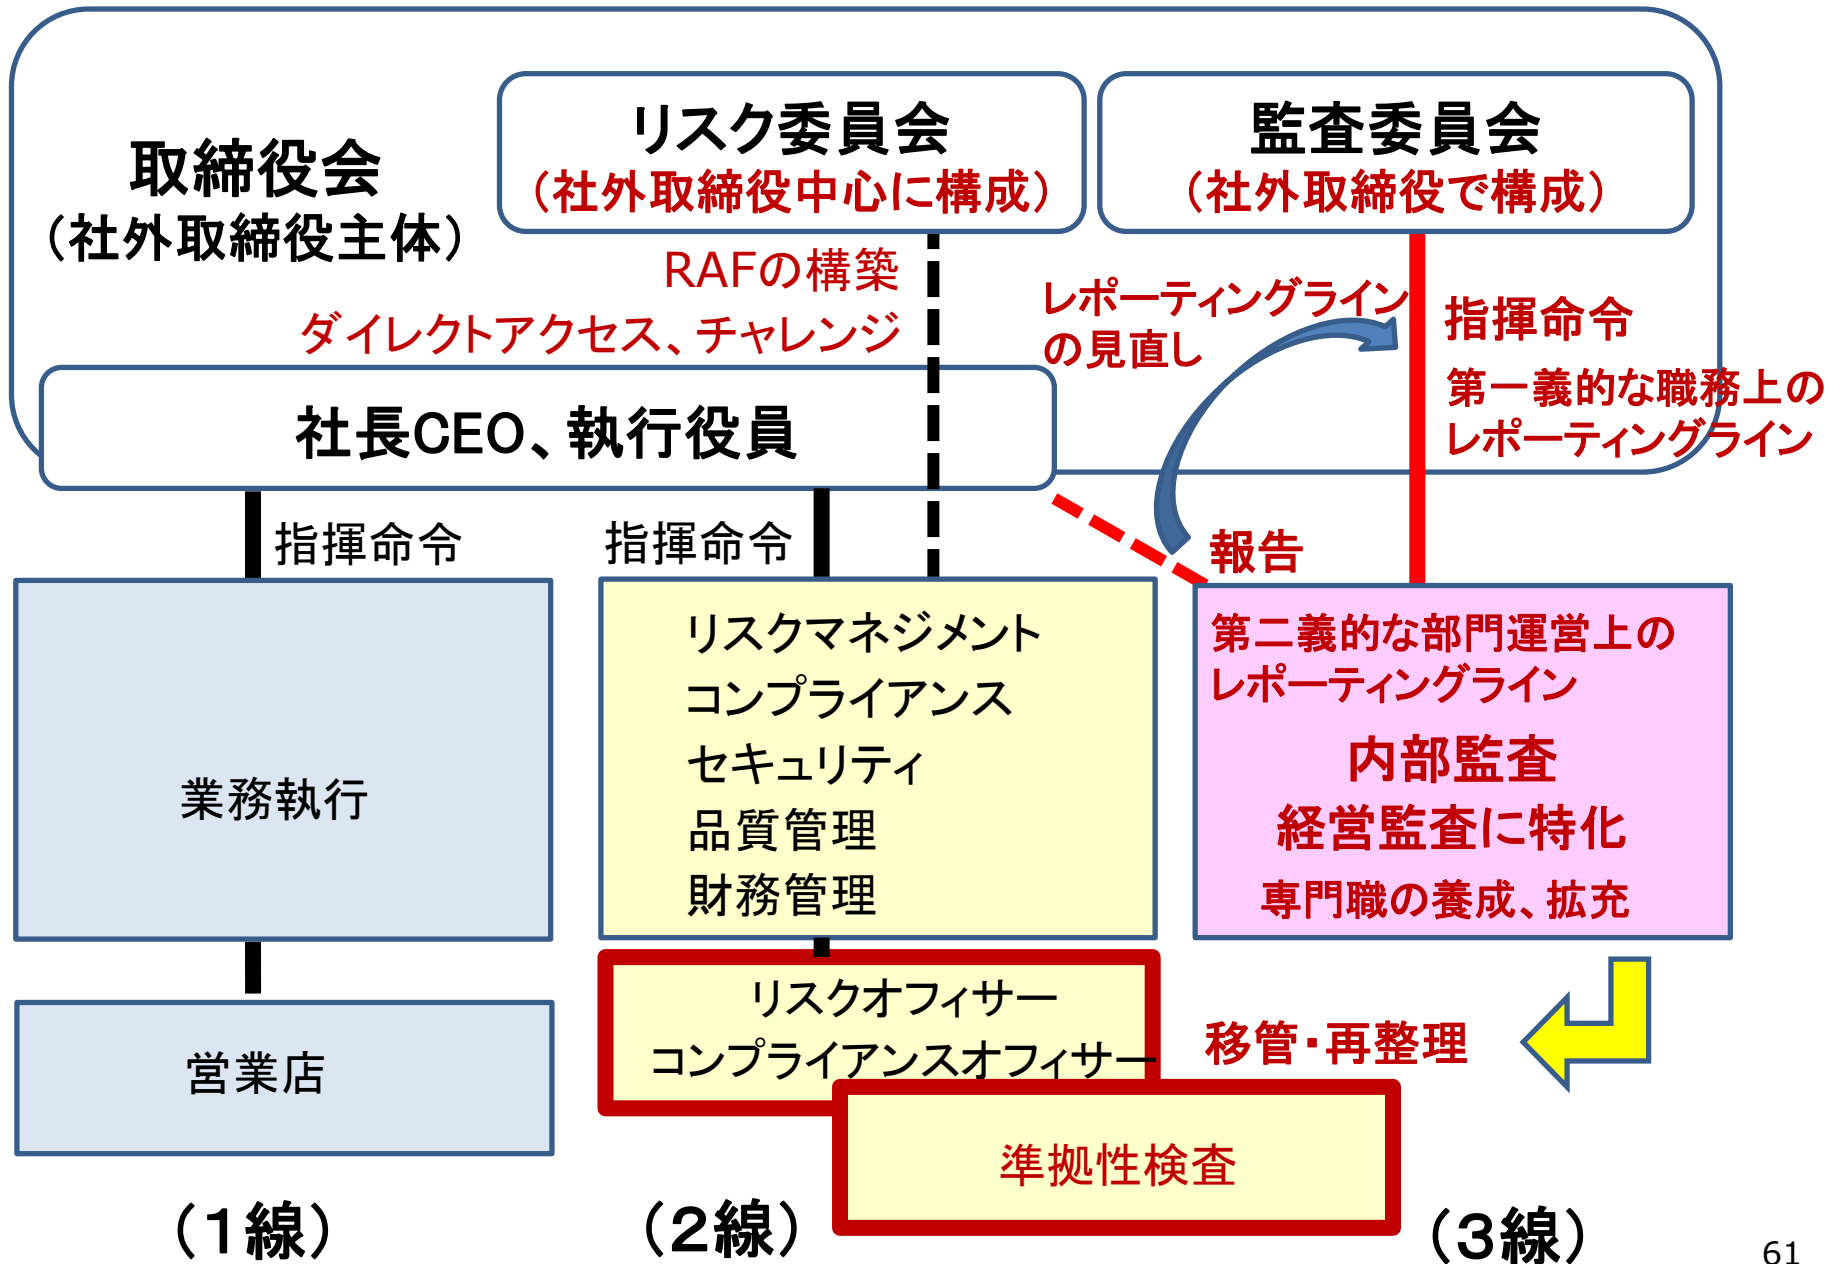 取締役会
（社外取締役主体）
リスク委員会
（社外取締役中心に構成）
監査委員会
（社外取締役で構成）
RAFの構築
ダイレクトアクセス、チャレンジ
レポーティングライン
の見直し
指揮命令
第一義的な職務上の
レポーティングライン
社長CEO、執行役員
指揮命令
指揮命令
報告
業務執行
リスクマネジメント
コンプライアンス
セキュリティ
品質管理
財務管理
第二義的な部門運営上の
レポーティングライン
内部監査
経営監査に特化
専門職の養成、拡充
営業店
リスクオフィサー
コンプライアンスオフィサー
移管・再整理
準拠性検査
（１線）
（２線）
（３線）
61